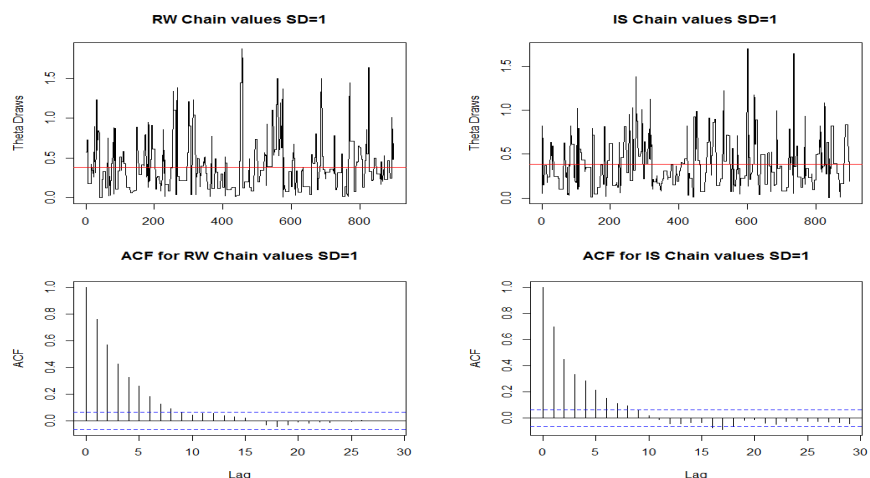 RW Chain values SD=1
Theta Draws
0.0 0.5 1.0 1.5
0 200 400 600 800
IS Chain values SD=1
Theta Draws
0.0 0.5 1.0 1.5
0 200 400 600 800
ACF for RW Chain values SD=1
ACF
0.0 0.2 0.4 0.6 0.8 1.0
0 5 10 15 20 25 30
Lag
ACF for IS Chain values SD=1
ACF
0.0 0.2 0.4 0.6 0.8 1.0
0 5 10 15 20 25 30
Lag